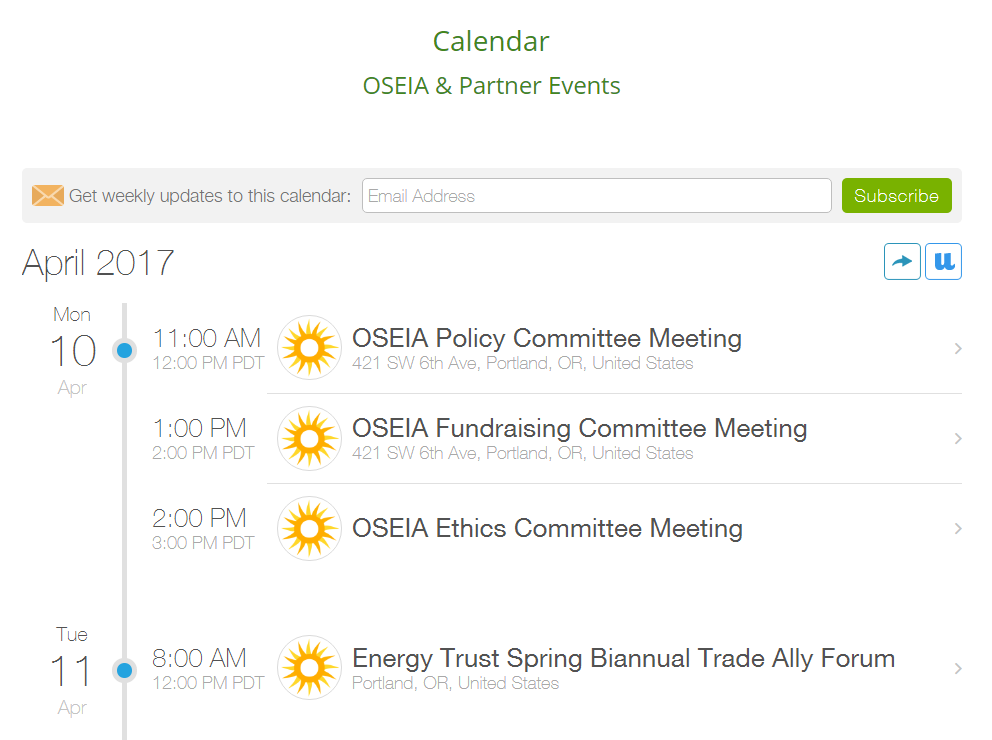 Calendar
OSEIA & Partner Events
Get weekly updates to this calendar: Email Address Subscribe
April 2017
Mon
10
Apr
11:00 AM
12:00 PM PDT
OSEIA Policy Committee Meeting
421 SW 6th Ave, Portland, OR, United States
1:00 PM
2:00 PM PDT
OSEIA Fundraising Committee Meeting
421 SW 6th Ave, Portland, OR, United States
2:00 PM
3:00 PM PDT
OSEIA Ethics Committee Meeting
Tue
11
Apr
8:00 AM
12:00 PM PDT
Energy Trust Spring Biannual Trade Ally Forum
Portland, OR, United States